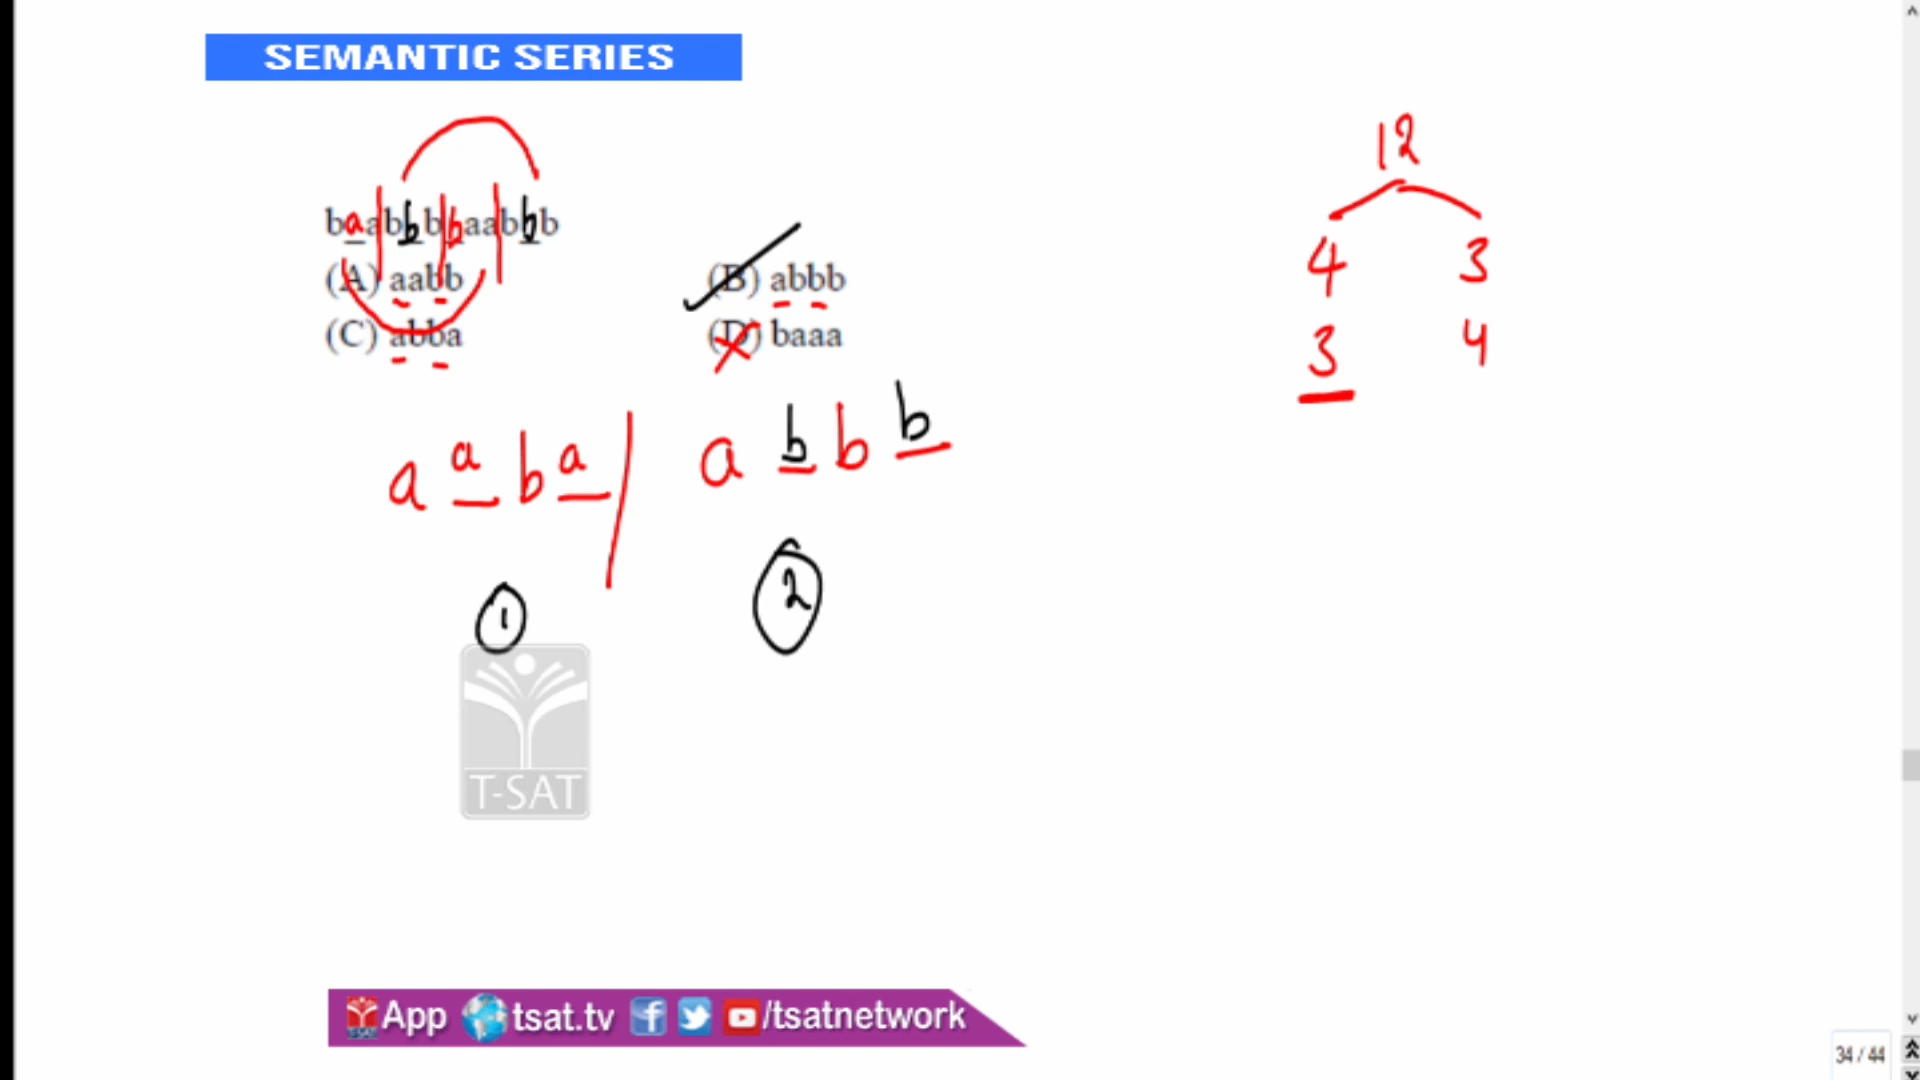 SEMANTIC SERIES
12
baabbbbaabbb
4 3
(A) aabb (B) abbb
(C) abba (D) baaa
3 4
a a b a a b b b
1 2
T-SAT
T-SAT App tsat.tv /tsatnetwork
34 / 44